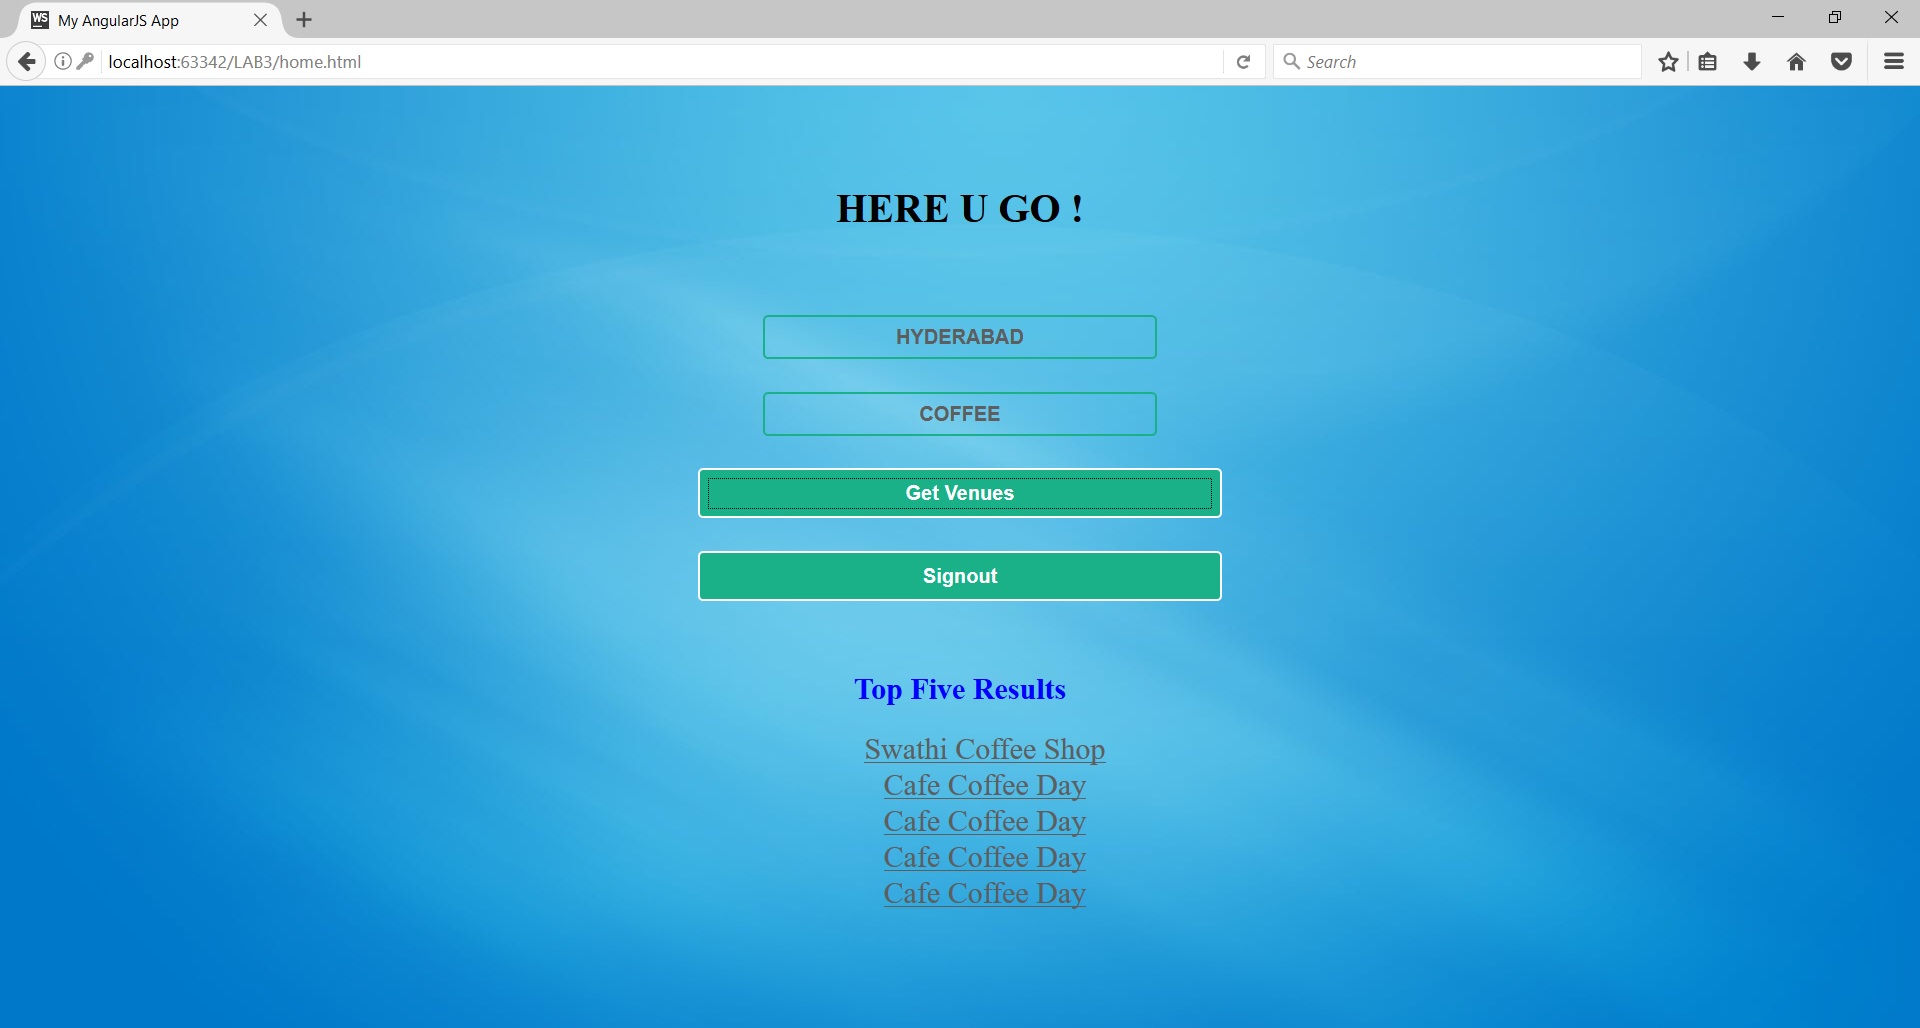 WS
My AngularJS App
localhost:63342/LAB3/home.html
Search
HERE U GO !
HYDERABAD
COFFEE
Get Venues
Signout
Top Five Results
Swathi Coffee Shop
Cafe Coffee Day
Cafe Coffee Day
Cafe Coffee Day
Cafe Coffee Day